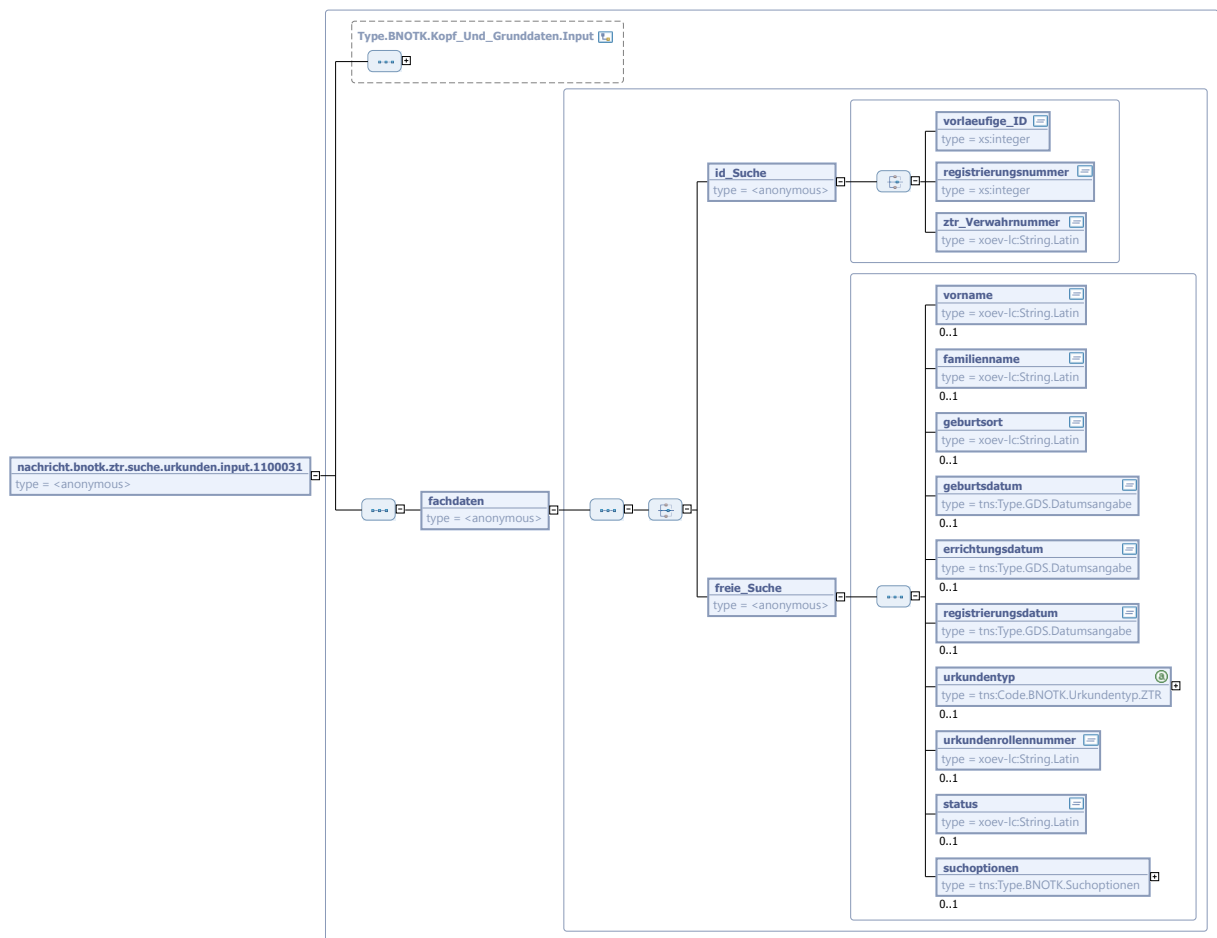 Type.BNOTK.Kopf_Und_Grunddaten.Input
vorlaeufige_ID
type = xs:integer
id_Suche
type = <anonymous>
registrierungsnummer
type = xs:integer
ztr_Verwahrnummer
type = xoev-lc:String.Latin
vorname
type = xoev-lc:String.Latin
0..1
familienname
type = xoev-lc:String.Latin
0..1
geburtsort
type = xoev-lc:String.Latin
0..1
nachricht.bnotk.ztr.suche.urkunden.input.1100031
type = <anonymous>
fachdaten
type = <anonymous>
geburtsdatum
type = tns:Type.GDS.Datumsangabe
0..1
errichtungsdatum
type = tns:Type.GDS.Datumsangabe
0..1
freie_Suche
type = <anonymous>
registrierungsdatum
type = tns:Type.GDS.Datumsangabe
0..1
urkundentyp
type = tns:Code.BNOTK.Urkundentyp.ZTR
0..1
urkundenrollennummer
type = xoev-lc:String.Latin
0..1
status
type = xoev-lc:String.Latin
0..1
suchoptionen
type = tns:Type.BNOTK.Suchoptionen
0..1